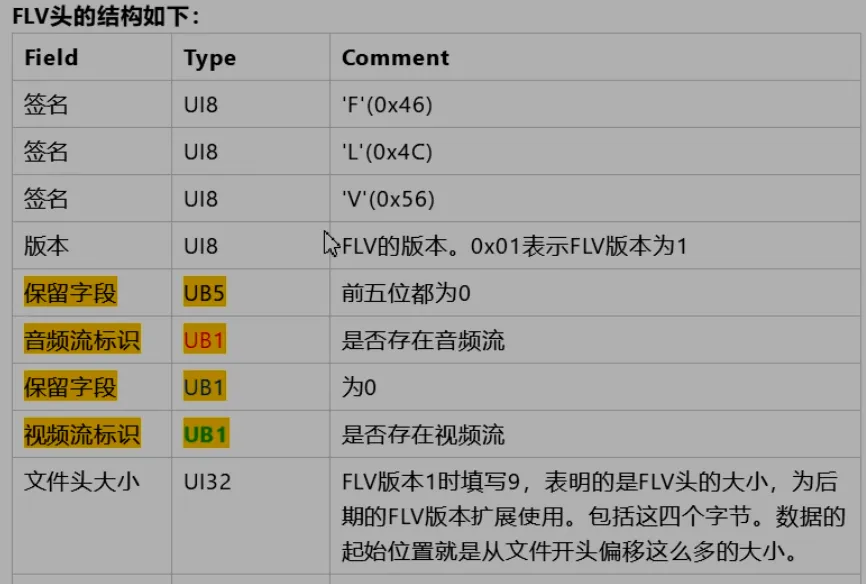 FLV头的结构如下：
Field Type Comment
签名 UI8 'F'(0x46)
签名 UI8 'L'(0x4C)
签名 UI8 'V'(0x56)
版本 UI8 FLV的版本。0x01表示FLV版本为1
保留字段 UB5 前五位都为0
音频流标识 UB1 是否存在音频流
保留字段 UB1 为0
视频流标识 UB1 是否存在视频流
文件头大小 UI32 FLV版本1时填写9，表明的是FLV头的大小，为后
期的FLV版本扩展使用。包括这四个字节。数据的
起始位置就是从文件开头偏移这么多的大小。